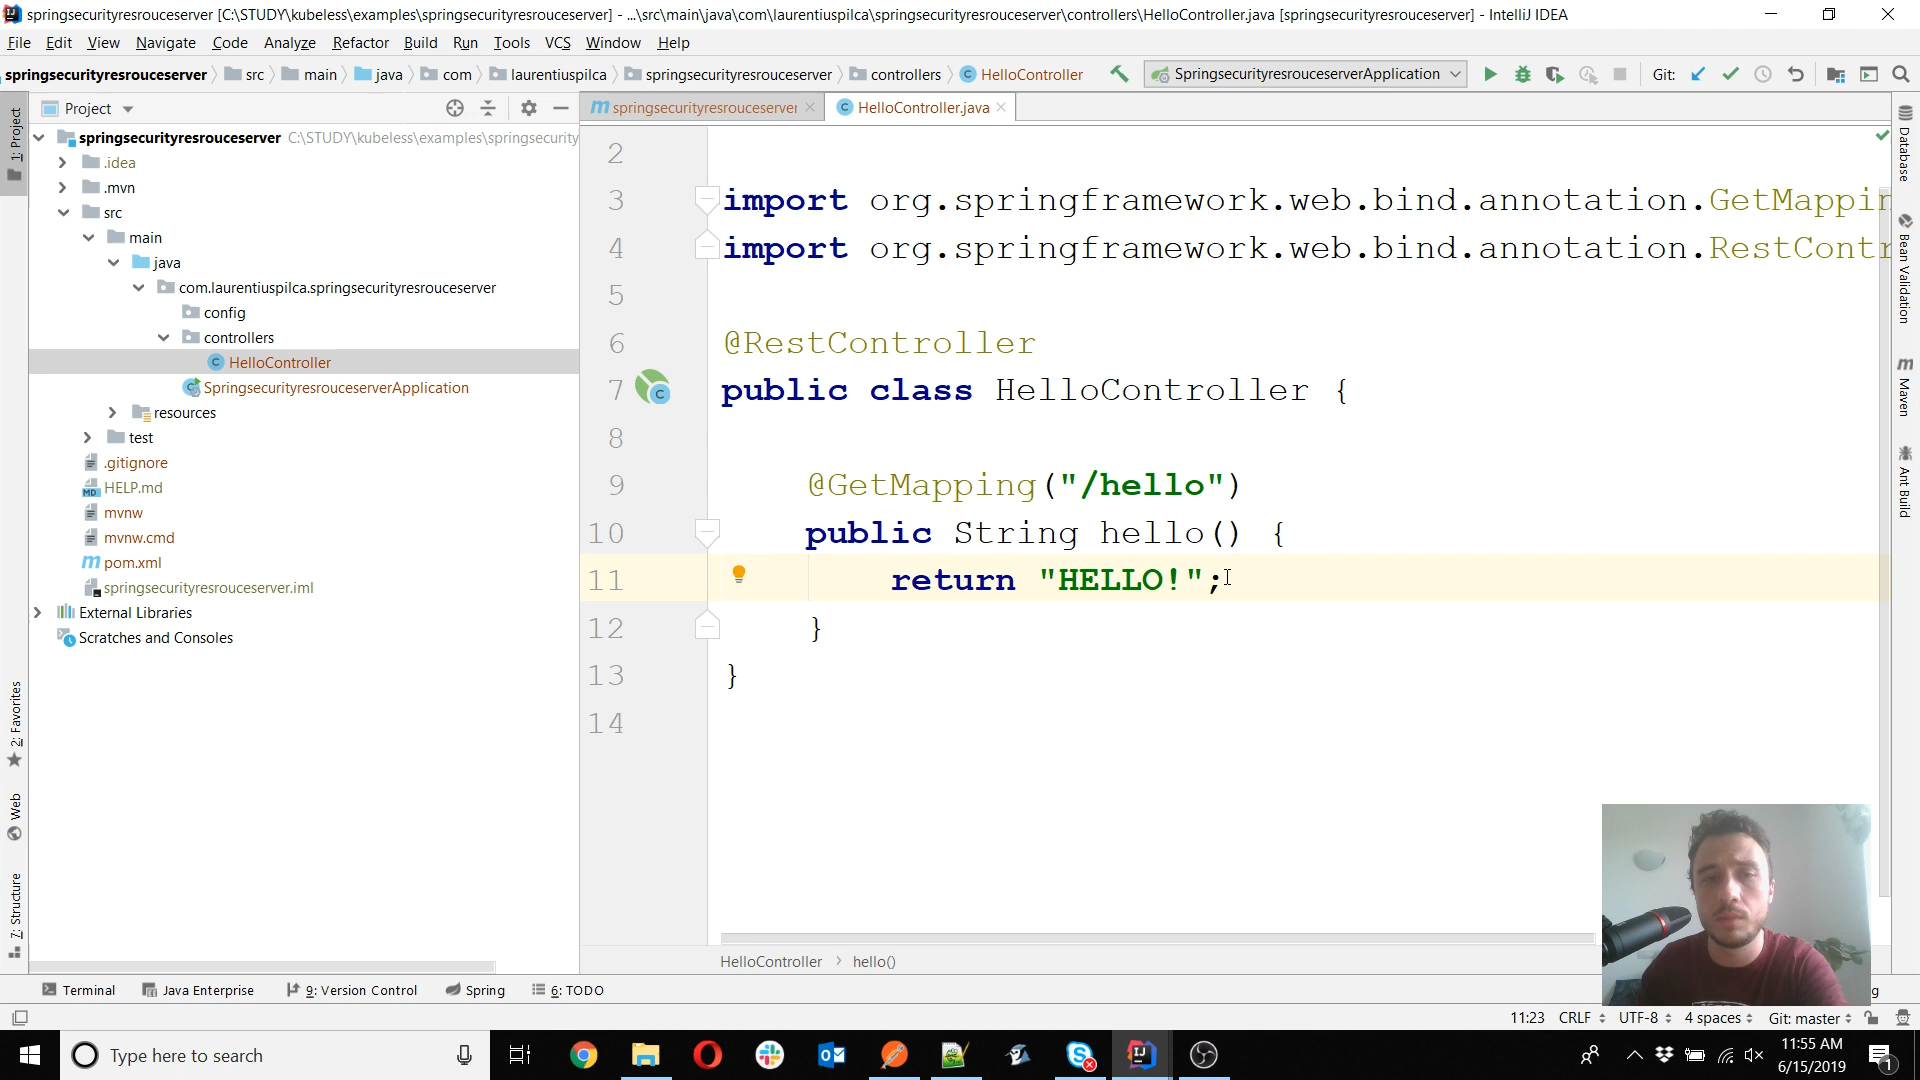 springsecurityresrouceserver [C:\STUDY\kubeless\examples\springsecurityresrouceserver] - ...\src\main\java\com\laurentiuspilca\springsecurityresrouceserver\controllers\HelloController.java [springsecurityresrouceserver] - IntelliJ IDEA
File Edit View Navigate Code Analyze Refactor Build Run Tools VCS Window Help
springsecurityresrouceserver src main java com laurentiuspilca springsecurityresrouceserver controllers HelloController SpringsecurityresrouceserverApplication Git:
1: Project
Project
springsecurityresrouceserver HelloController.java
springsecurityresrouceserver C:\STUDY\kubeless\examples\springsecurity
.idea
.mvn
src
main
java
com.laurentiuspilca.springsecurityresrouceserver
config
controllers
HelloController
SpringsecurityresrouceserverApplication
resources
test
.gitignore
HELP.md
mvnw
mvnw.cmd
pom.xml
springsecurityresrouceserver.iml
External Libraries
Scratches and Consoles
2
3 import org.springframework.web.bind.annotation.GetMappin
4 import org.springframework.web.bind.annotation.RestContr
5
6 @RestController
7 public class HelloController {
8
9 @GetMapping("/hello")
10 public String hello() {
11 return "HELLO!";
12 }
13 }
14
Database
Bean Validation
Maven
Ant Build
2: Favorites
Web
7: Structure
HelloController hello()
Terminal Java Enterprise 9: Version Control Spring 6: TODO
11:23 CRLF UTF-8 4 spaces Git: master
Type here to search
11:55 AM
6/15/2019
1